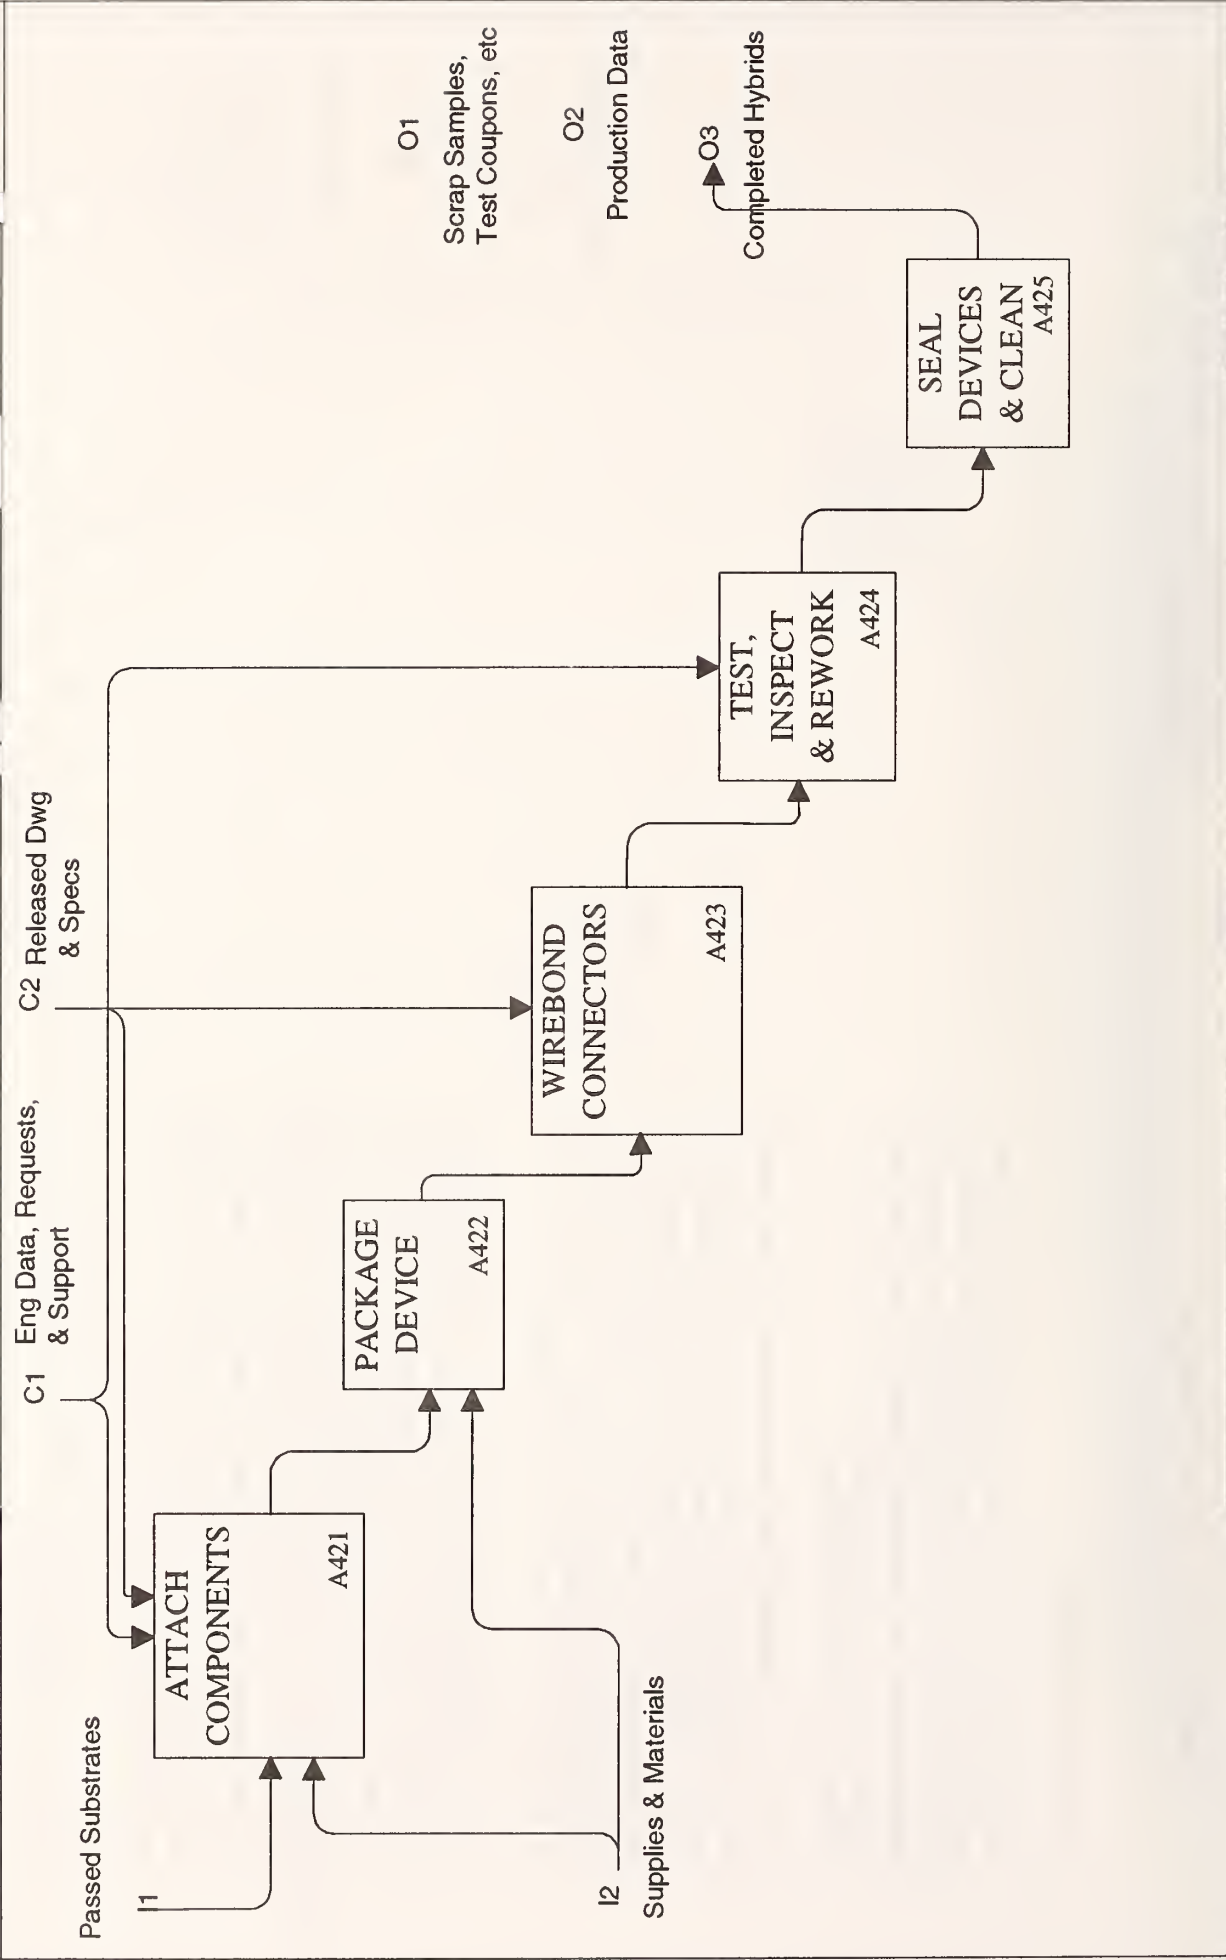 C1
Eng Data, Requests,
& Support
C2
Released Dwg
& Specs
Passed Substrates
I1
ATTACH
COMPONENTS
A421
PACKAGE
DEVICE
A422
WIREBOND
CONNECTORS
A423
TEST,
INSPECT
& REWORK
A424
SEAL
DEVICES
& CLEAN
A425
I2
Supplies & Materials
O1
Scrap Samples,
Test Coupons, etc
O2
Production Data
O3
Completed Hybrids